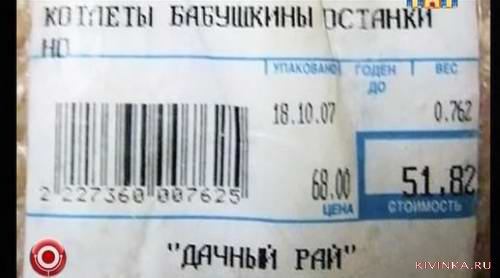 КОТЛЕТЫ БАБУШКИНЫ ОСТАНКИ
НО
УПАКОВАНО ГОДЕН ДО ВЕС
18.10.07 0.762
2 227360 007625
68.00 51.82
ЦЕНА СТОИМОСТЬ
"ДАЧНЫЙ РАЙ"
KIVINKA.RU